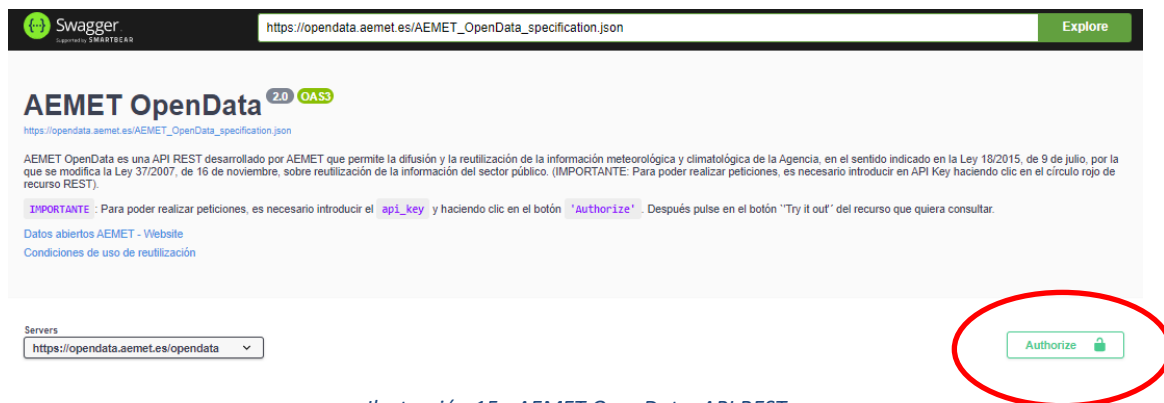 Swagger
Supported by SMARTBEAR
https://opendata.aemet.es/AEMET_OpenData_specification.json
Explore
AEMET OpenData 2.0 OAS3
https://opendata.aemet.es/AEMET_OpenData_specification.json
AEMET OpenData es una API REST desarrollado por AEMET que permite la difusión y la reutilización de la información meteorológica y climatológica de la Agencia, en el sentido indicado en la Ley 18/2015, de 9 de julio, por la
que se modifica la Ley 37/2007, de 16 de noviembre, sobre reutilización de la información del sector público. (IMPORTANTE: Para poder realizar peticiones, es necesario introducir en API Key haciendo clic en el círculo rojo de
recurso REST).
IMPORTANTE : Para poder realizar peticiones, es necesario introducir el api_key y haciendo clic en el botón 'Authorize' . Después pulse en el botón ''Try it out'' del recurso que quiera consultar.
Datos abiertos AEMET - Website
Condiciones de uso de reutilización
Servers
https://opendata.aemet.es/opendata
Authorize